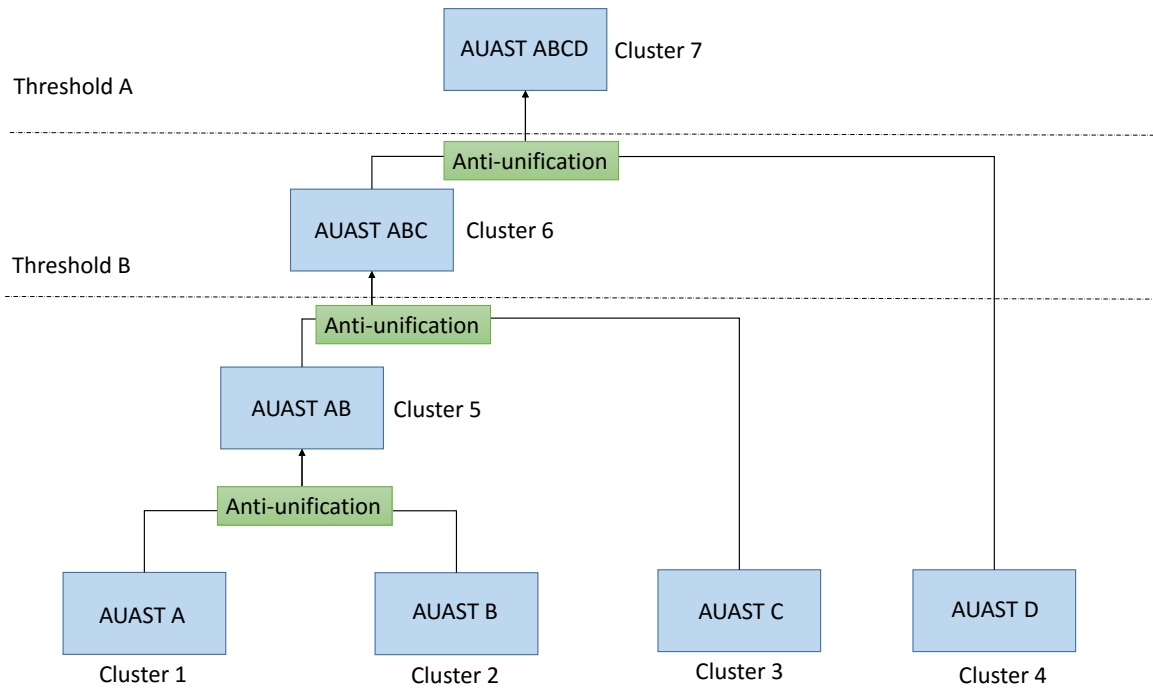 AUAST ABCD
Cluster 7
Threshold A
Anti-unification
AUAST ABC
Cluster 6
Threshold B
Anti-unification
AUAST AB
Cluster 5
Anti-unification
AUAST A
AUAST B
AUAST C
AUAST D
Cluster 1
Cluster 2
Cluster 3
Cluster 4